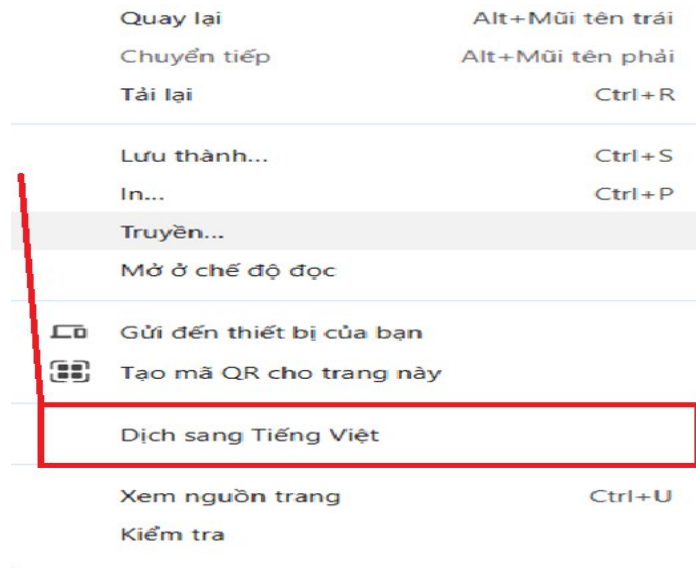 Quay lại Alt+Mũi tên trái
Chuyển tiếp Alt+Mũi tên phải
Tải lại Ctrl+R
Lưu thành... Ctrl+S
In... Ctrl+P
Truyền...
Mở ở chế độ đọc
Gửi đến thiết bị của bạn
Tạo mã QR cho trang này
Dịch sang Tiếng Việt
Xem nguồn trang Ctrl+U
Kiểm tra